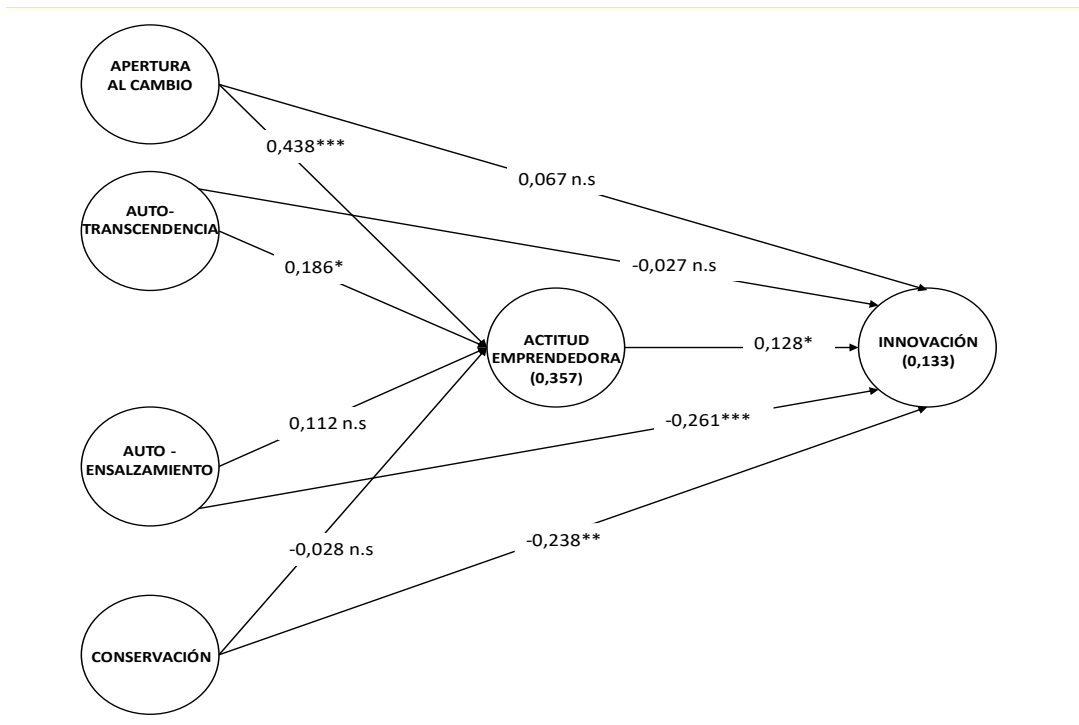 APERTURA
AL CAMBIO
0,438***
0,067 n.s
AUTO-
TRANSCENDENCIA
0,186*
-0,027 n.s
ACTITUD
EMPRENDEDORA
(0,357)
0,128*
INNOVACIÓN
(0,133)
0,112 n.s
-0,261***
AUTO -
ENSALZAMIENTO
-0,028 n.s
-0,238**
CONSERVACIÓN